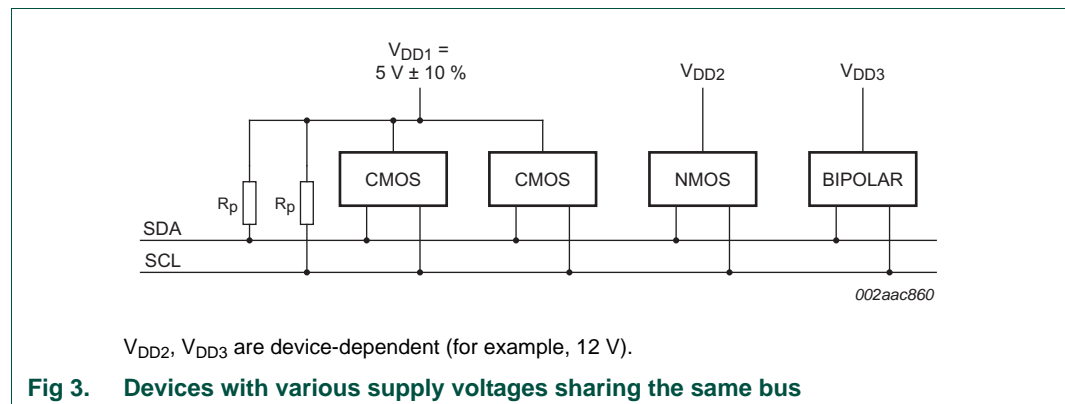 VDD1 =
5 V ± 10 %
VDD2
VDD3
CMOS
CMOS
NMOS
BIPOLAR
Rp
Rp
SDA
SCL
002aac860
VDD2, VDD3 are device-dependent (for example, 12 V).
Fig 3. Devices with various supply voltages sharing the same bus